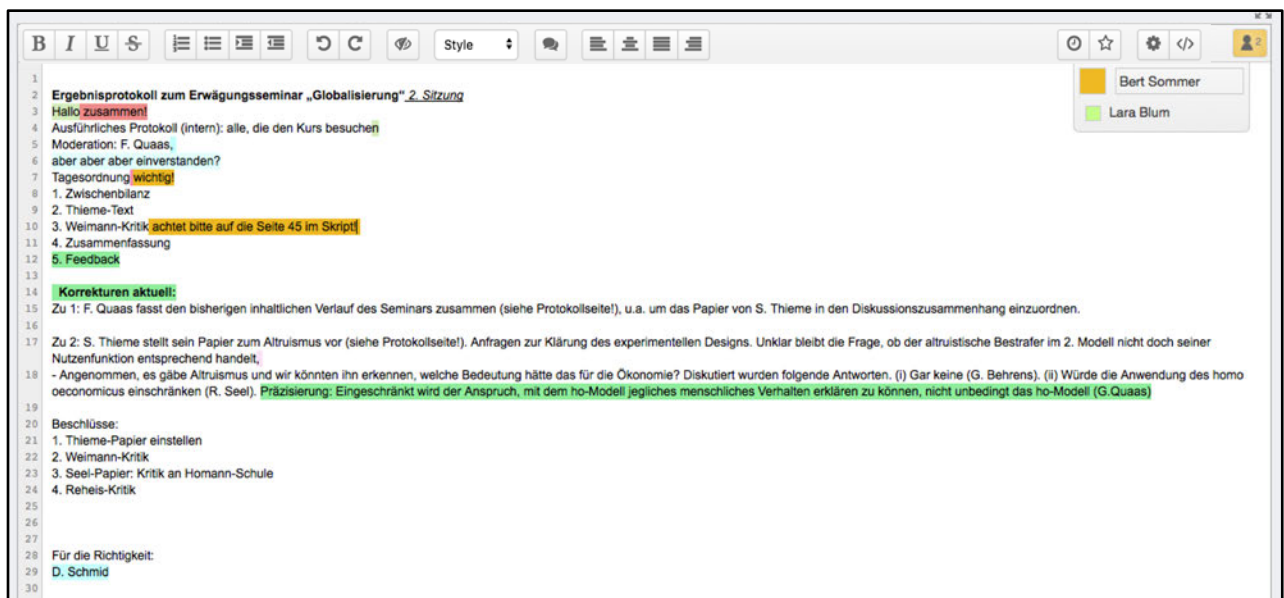 B I U S Style 2
Bert Sommer
Lara Blum
1
2 Ergebnisprotokoll zum Erwägungsseminar „Globalisierung“ 2. Sitzung
3 Hallo zusammen!
4 Ausführliches Protokoll (intern): alle, die den Kurs besuchen
5 Moderation: F. Quaas,
6 aber aber aber einverstanden?
7 Tagesordnung wichtig!
8 1. Zwischenbilanz
9 2. Thieme-Text
10 3. Weimann-Kritik achtet bitte auf die Seite 45 im Skript!
11 4. Zusammenfassung
12 5. Feedback
13
14 Korrekturen aktuell:
15 Zu 1: F. Quaas fasst den bisherigen inhaltlichen Verlauf des Seminars zusammen (siehe Protokollseite!), u.a. um das Papier von S. Thieme in den Diskussionszusammenhang einzuordnen.
16
17 Zu 2: S. Thieme stellt sein Papier zum Altruismus vor (siehe Protokollseite!). Anfragen zur Klärung des experimentellen Designs. Unklar bleibt die Frage, ob der altruistische Bestrafer im 2. Modell nicht doch seiner
Nutzenfunktion entsprechend handelt,
18 - Angenommen, es gäbe Altruismus und wir könnten ihn erkennen, welche Bedeutung hätte das für die Ökonomie? Diskutiert wurden folgende Antworten. (i) Gar keine (G. Behrens). (ii) Würde die Anwendung des homo
oeconomicus einschränken (R. Seel). Präzisierung: Eingeschränkt wird der Anspruch, mit dem ho-Modell jegliches menschliches Verhalten erklären zu können, nicht unbedingt das ho-Modell (G.Quaas)
19
20 Beschlüsse:
21 1. Thieme-Papier einstellen
22 2. Weimann-Kritik
23 3. Seel-Papier: Kritik an Homann-Schule
24 4. Reheis-Kritik
25
26
27
28 Für die Richtigkeit:
29 D. Schmid
30